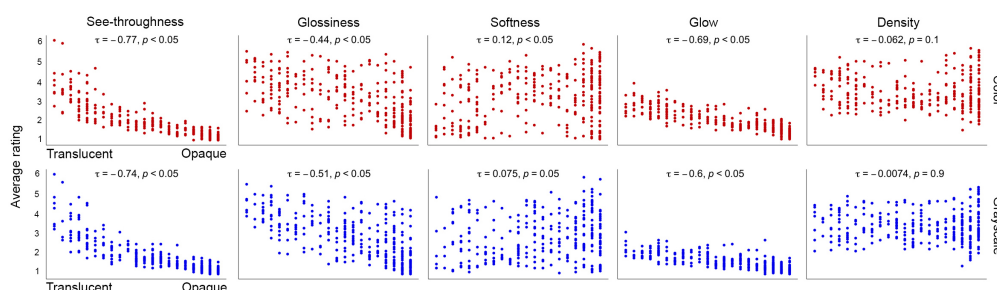 See-throughness Glossiness Softness Glow Density
τ = −0.77, p < 0.05 τ = −0.44, p < 0.05 τ = 0.12, p < 0.05 τ = −0.69, p < 0.05 τ = −0.062, p = 0.1
6
5
4
3
2
1
Translucent Opaque
Average rating
τ = −0.74, p < 0.05 τ = −0.51, p < 0.05 τ = 0.075, p = 0.05 τ = −0.6, p < 0.05 τ = −0.0074, p = 0.9
6
5
4
3
2
1
Translucent Opaque